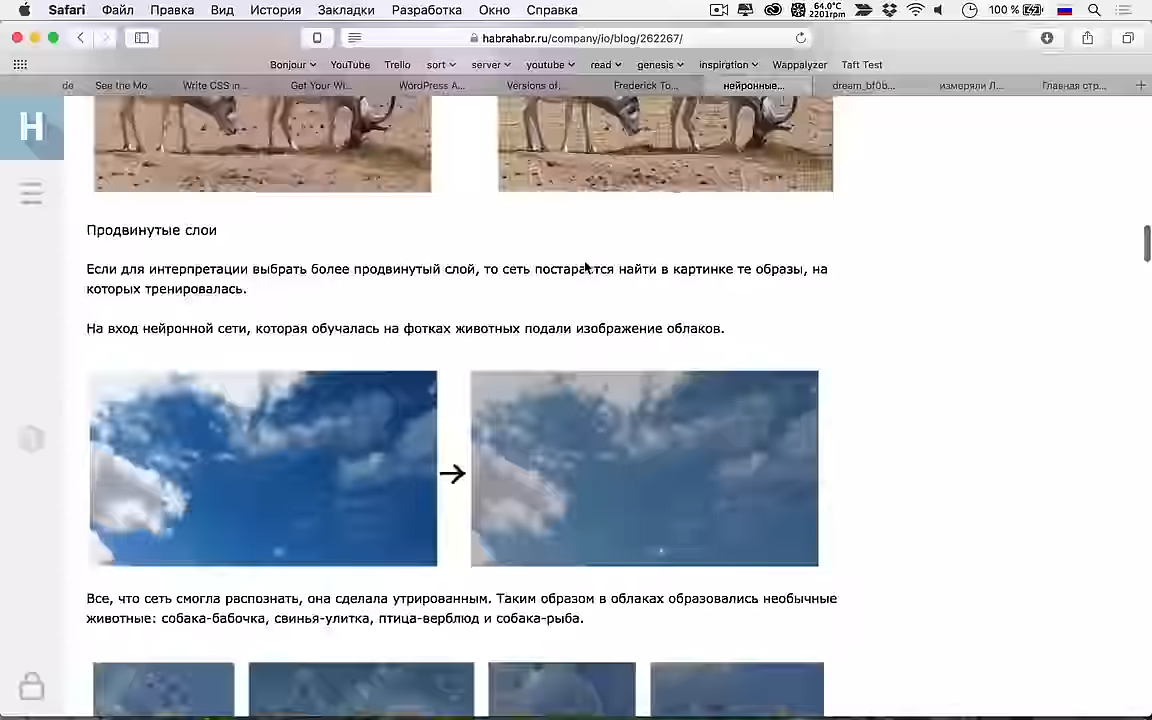 Safari Файл Правка Вид История Закладки Разработка Окно Справка 64.0°C 2201rpm 100 %
habrahabr.ru/company/io/blog/262267/
Bonjour YouTube Trello sort server youtube read genesis inspiration Wappalyzer Taft Test
de See the Mo... Write CSS in... Get Your Wi... WordPress A... Versions of... Frederick To... нейронные... dream_bf0b... измеряли Л... Главная стр...
H
Продвинутые слои
Если для интерпретации выбрать более продвинутый слой, то сеть постарается найти в картинке те образы, на
которых тренировалась.
На вход нейронной сети, которая обучалась на фотках животных подали изображение облаков.
Все, что сеть смогла распознать, она сделала утрированным. Таким образом в облаках образовались необычные
животные: собака-бабочка, свинья-улитка, птица-верблюд и собака-рыба.